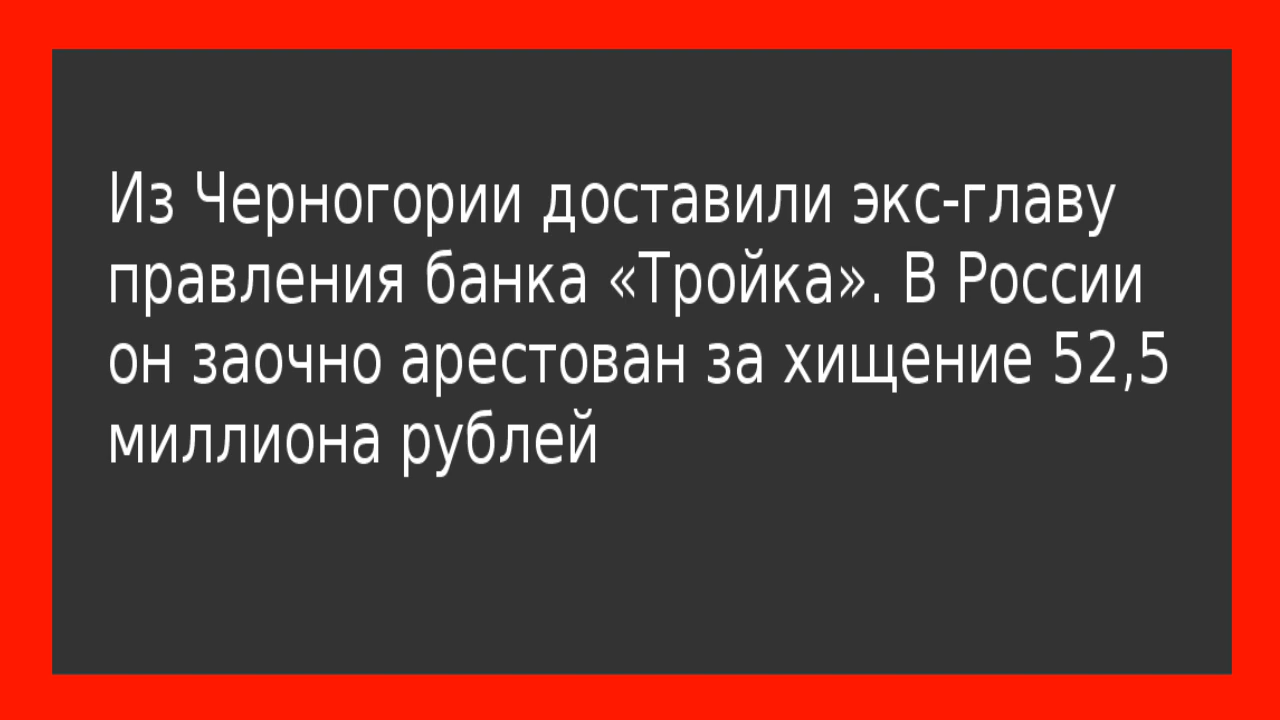 Из Черногории доставили экс-главу
правления банка «Тройка». В России
он заочно арестован за хищение 52,5
миллиона рублей